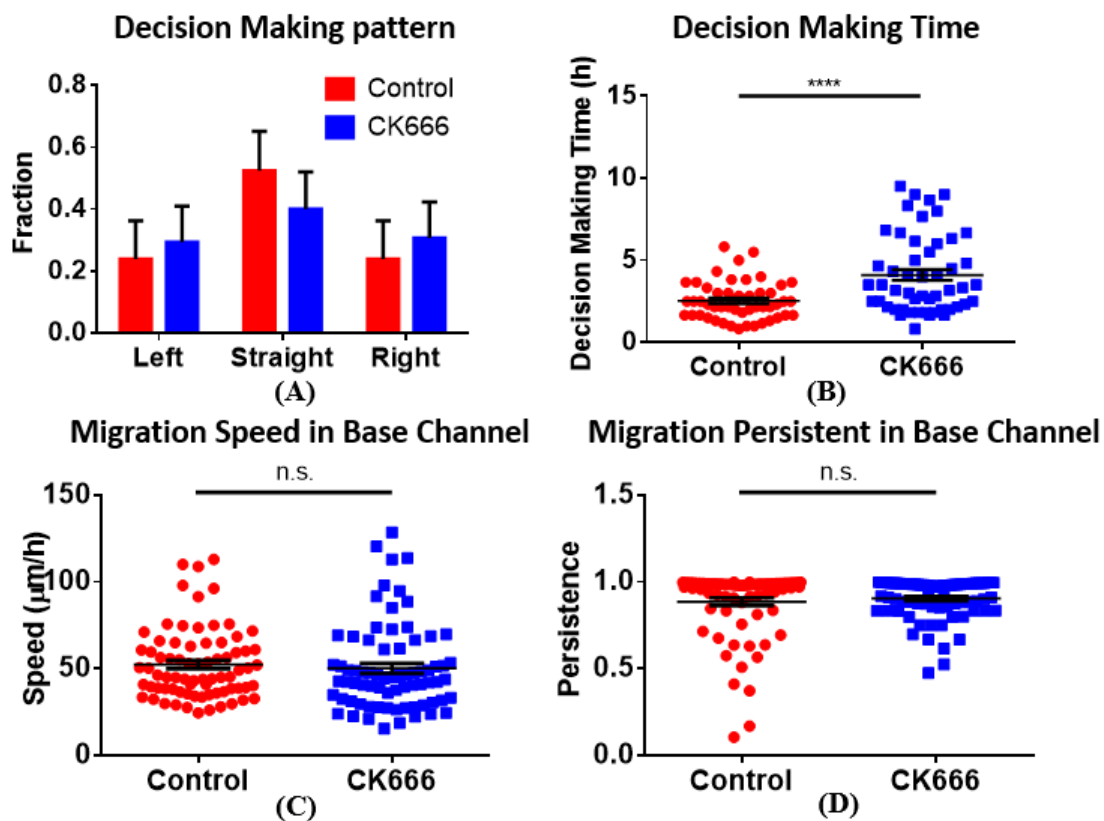 Decision Making pattern
Fraction
0.8
0.6
0.4
0.2
0.0
Control
CK666
Left Straight Right
(A)
Decision Making Time
Decision Making Time (h)
****
15
10
5
0
Control CK666
(B)
Migration Speed in Base Channel
n.s.
Speed (μm/h)
150
100
50
0
Control CK666
(C)
Migration Persistent in Base Channel
n.s.
Persistence
1.5
1.0
0.5
0.0
Control CK666
(D)